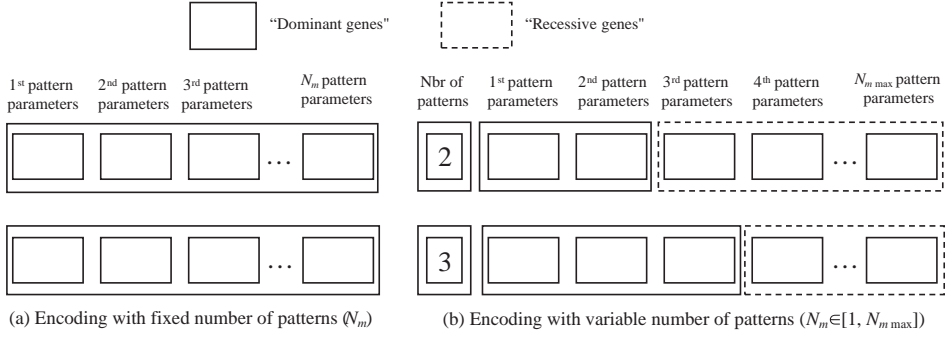 “Dominant genes"
“Recessive genes"
1st pattern parameters
2nd pattern parameters
3rd pattern parameters
Nm pattern parameters
Nbr of patterns
1st pattern parameters
2nd pattern parameters
3rd pattern parameters
4th pattern parameters
Nm max pattern parameters
...
2
...
...
3
...
(a) Encoding with fixed number of patterns (Nm)
(b) Encoding with variable number of patterns (Nm∈[1, Nm max])